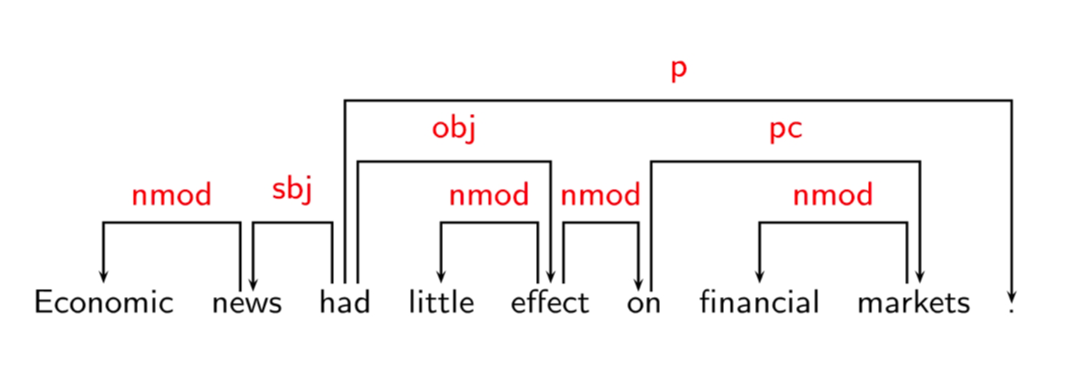 p
obj pc
nmod sbj nmod nmod nmod
Economic news had little effect on financial markets .